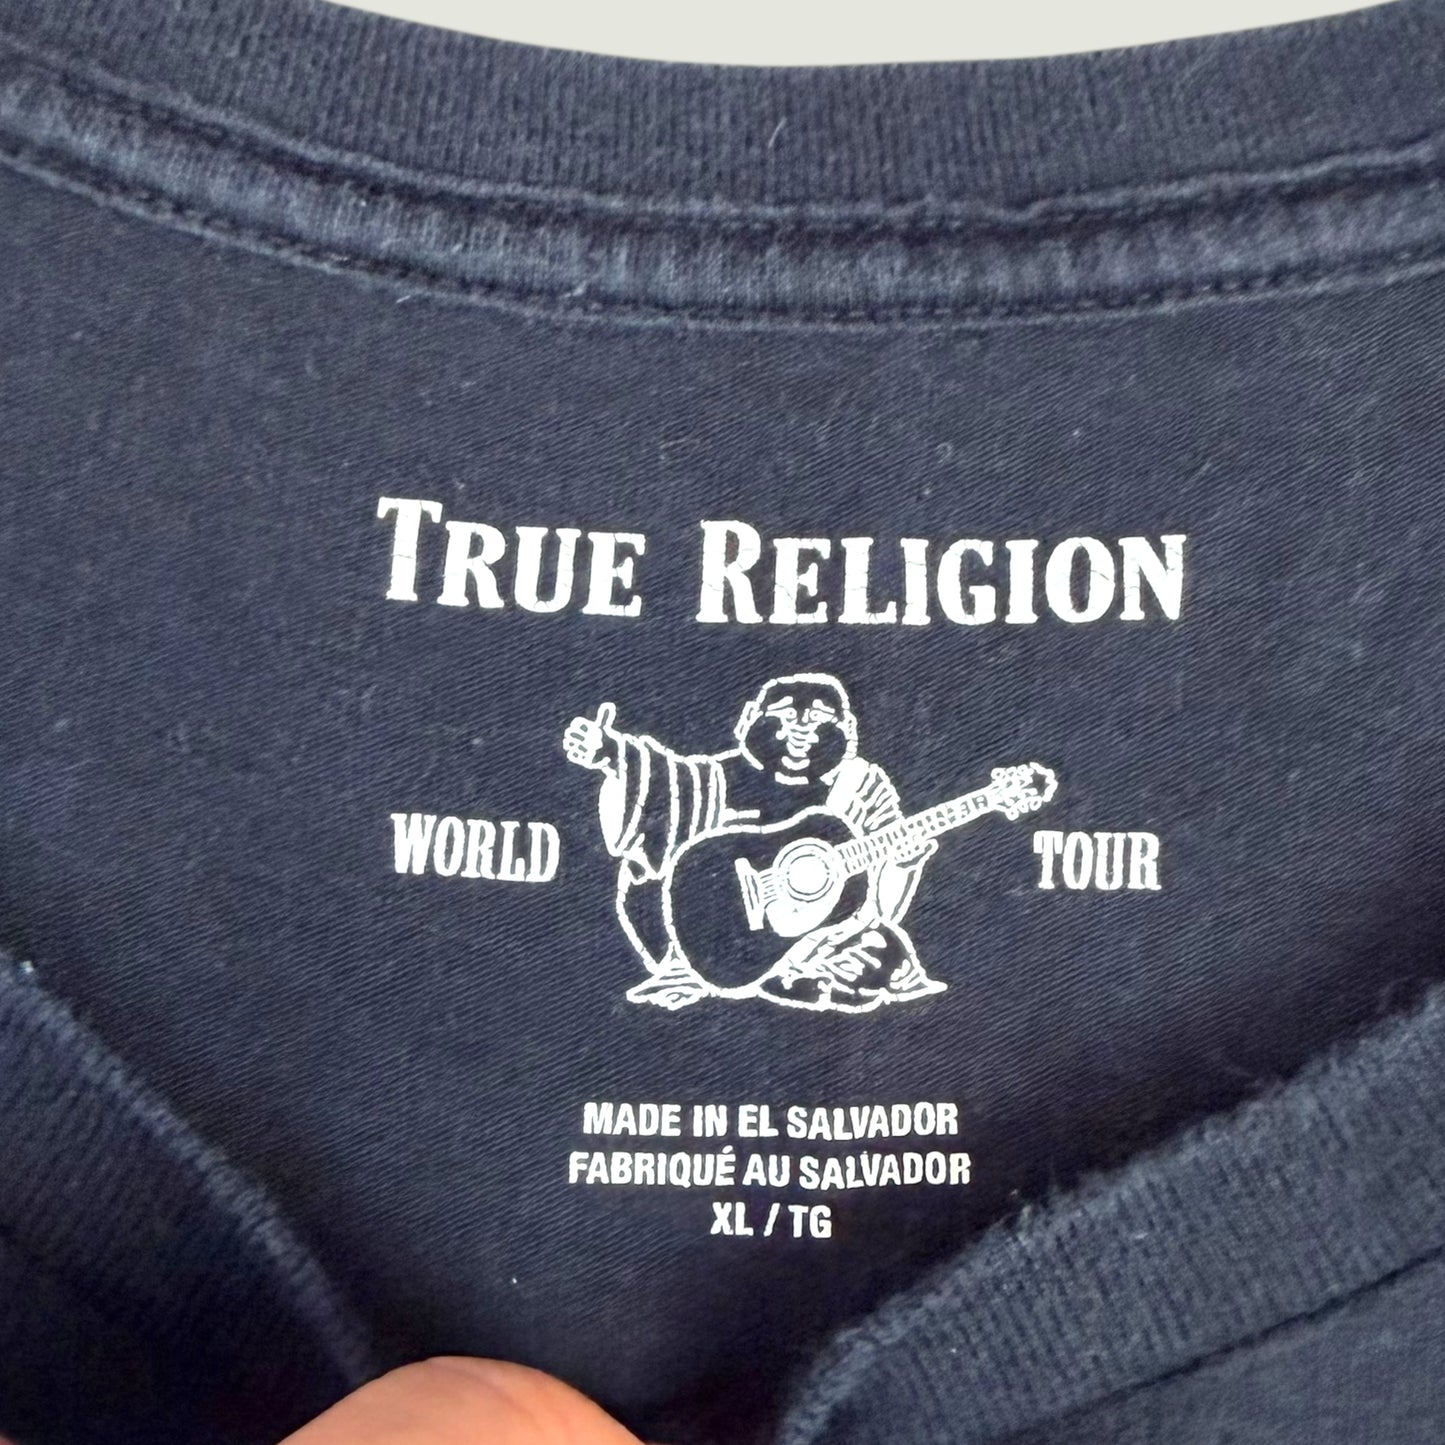 TRUE RELIGION
WORLD TOUR
MADE IN EL SALVADOR
FABRIQUÉ AU SALVADOR
XL / TG